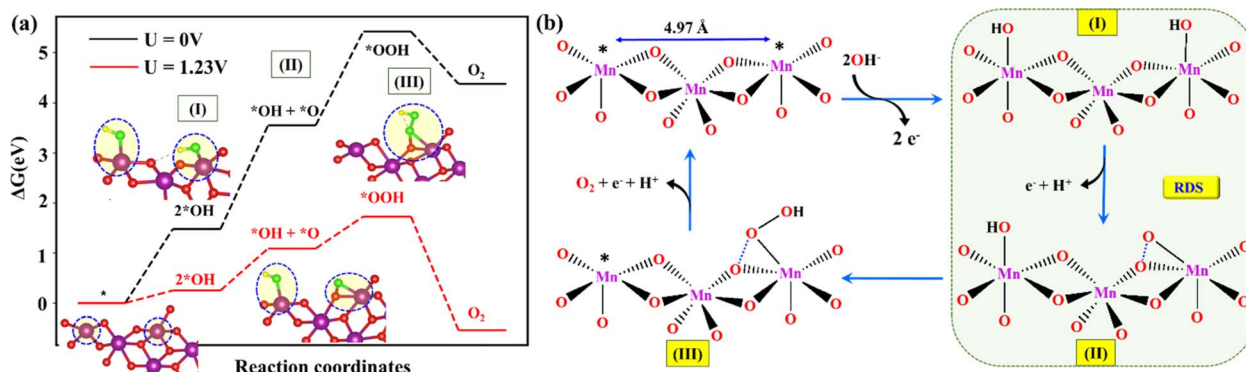 (a)
U = 0V
U = 1.23V
ΔG(eV)
5
4
3
2
1
0
*
2*OH
*OH + *O
*OOH
O₂
2*OH
*OH + *O
*OOH
O₂
(I)
(II)
(III)
Reaction coordinates
(b)
4.97 Å
* *
O O O O
Mn Mn Mn
O O O O O O
2OH⁻
2 e⁻
(I)
HO HO
O O O O
Mn Mn Mn
O O O O O O
e⁻ + H⁺
RDS
HO O
O O O O
Mn Mn Mn
O O O O O O
(II)
OH
O
* O O O O
Mn Mn Mn
O O O O O O
(III)
O₂ + e⁻ + H⁺